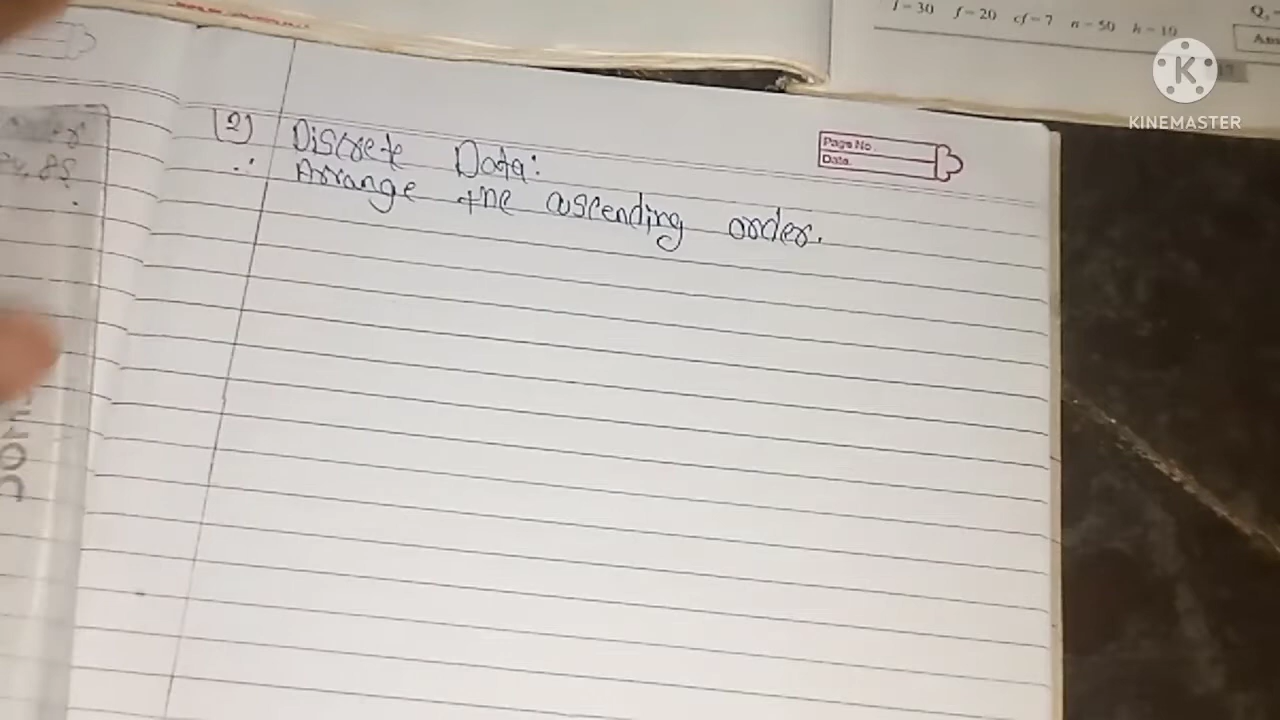 l = 30 f = 20 cf = 7 n = 50 h = 10
KINEMASTER
Page No.
Date.
2) Discrete Data:
∴ Arrange the ascending order.